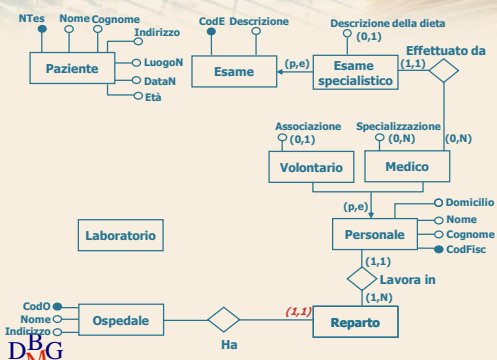 NTes
Nome
Cognome
Indirizzo
LuogoN
DataN
Età
Paziente
CodE
Descrizione
Esame
(p,e)
Descrizione della dieta
(0,1)
Esame
specialistico
(1,1)
Effettuato da
(0,N)
Associazione
(0,1)
Volontario
Specializzazione
(0,N)
Medico
(p,e)
Domicilio
Nome
Cognome
CodFisc
Personale
Laboratorio
(1,1)
Lavora in
(1,N)
CodO
Nome
Indirizzo
Ospedale
Ha
(1,1)
Reparto
DBMG